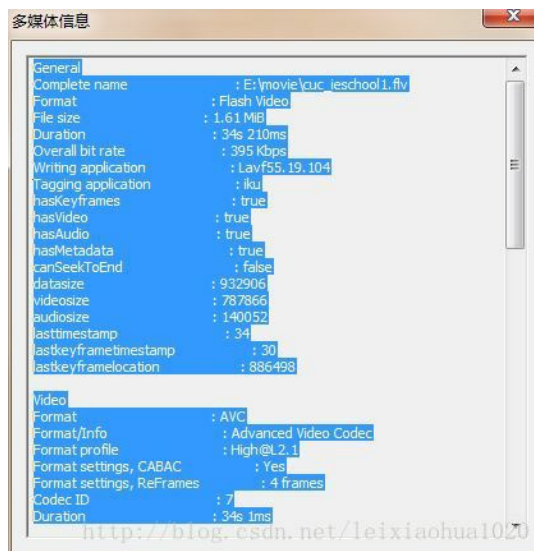 多媒体信息
General
Complete name : E:\movie\cuc_ieschool1.flv
Format : Flash Video
File size : 1.61 MiB
Duration : 34s 210ms
Overall bit rate : 395 Kbps
Writing application : Lavf55.19.104
Tagging application : iku
hasKeyframes : true
hasVideo : true
hasAudio : true
hasMetadata : true
canSeekToEnd : false
datasize : 932906
videosize : 787866
audiosize : 140052
lasttimestamp : 34
lastkeyframetimestamp : 30
lastkeyframelocation : 886498
Video
Format : AVC
Format/Info : Advanced Video Codec
Format profile : High@L2.1
Format settings, CABAC : Yes
Format settings, ReFrames : 4 frames
Codec ID : 7
Duration : 34s 1ms
http://blog.csdn.net/leixiaohua1020